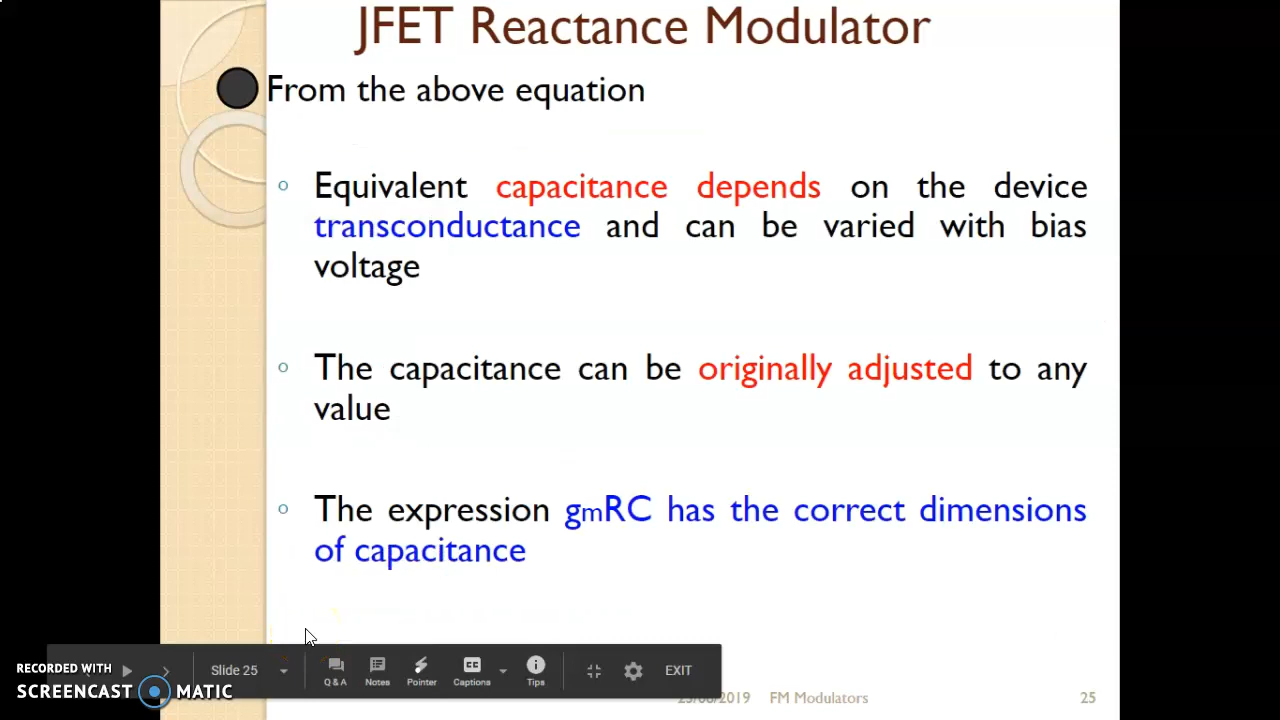 JFET Reactance Modulator
From the above equation
Equivalent capacitance depends on the device
transconductance and can be varied with bias
voltage
The capacitance can be originally adjusted to any
value
The expression gmRC has the correct dimensions
of capacitance
RECORDED WITH
SCREENCAST MATIC
Slide 25
Q & A
Notes
Pointer
CC
Captions
Tips
EXIT
FM Modulators
25